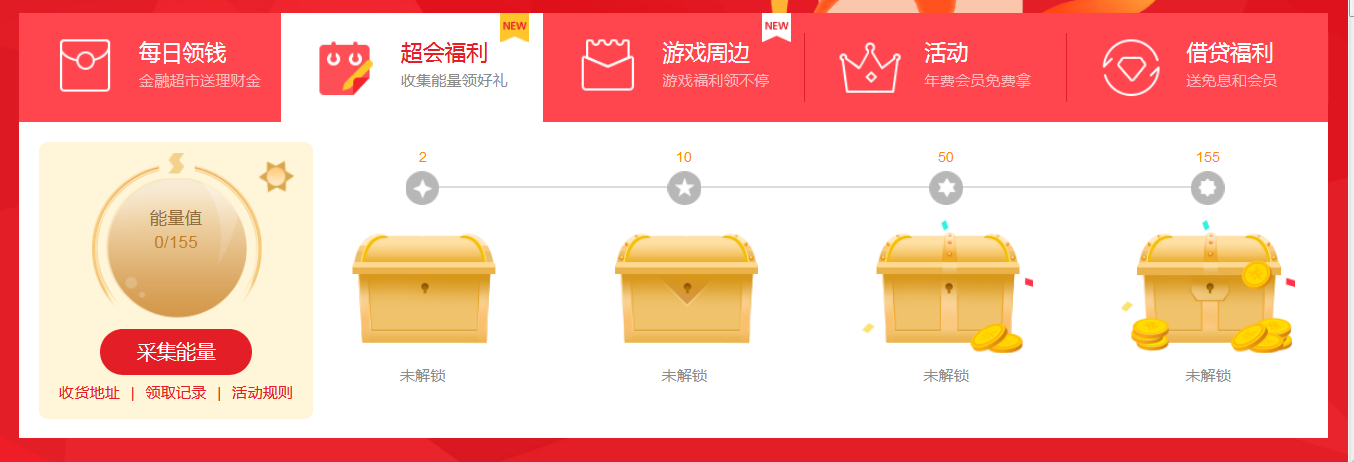 每日领钱
金融超市送理财金
NEW
超会福利
收集能量领好礼
NEW
游戏周边
游戏福利领不停
活动
年费会员免费拿
借贷福利
送免息和会员
能量值
0/155
采集能量
收货地址 | 领取记录 | 活动规则
2 10 50 155
未解锁 未解锁 未解锁 未解锁